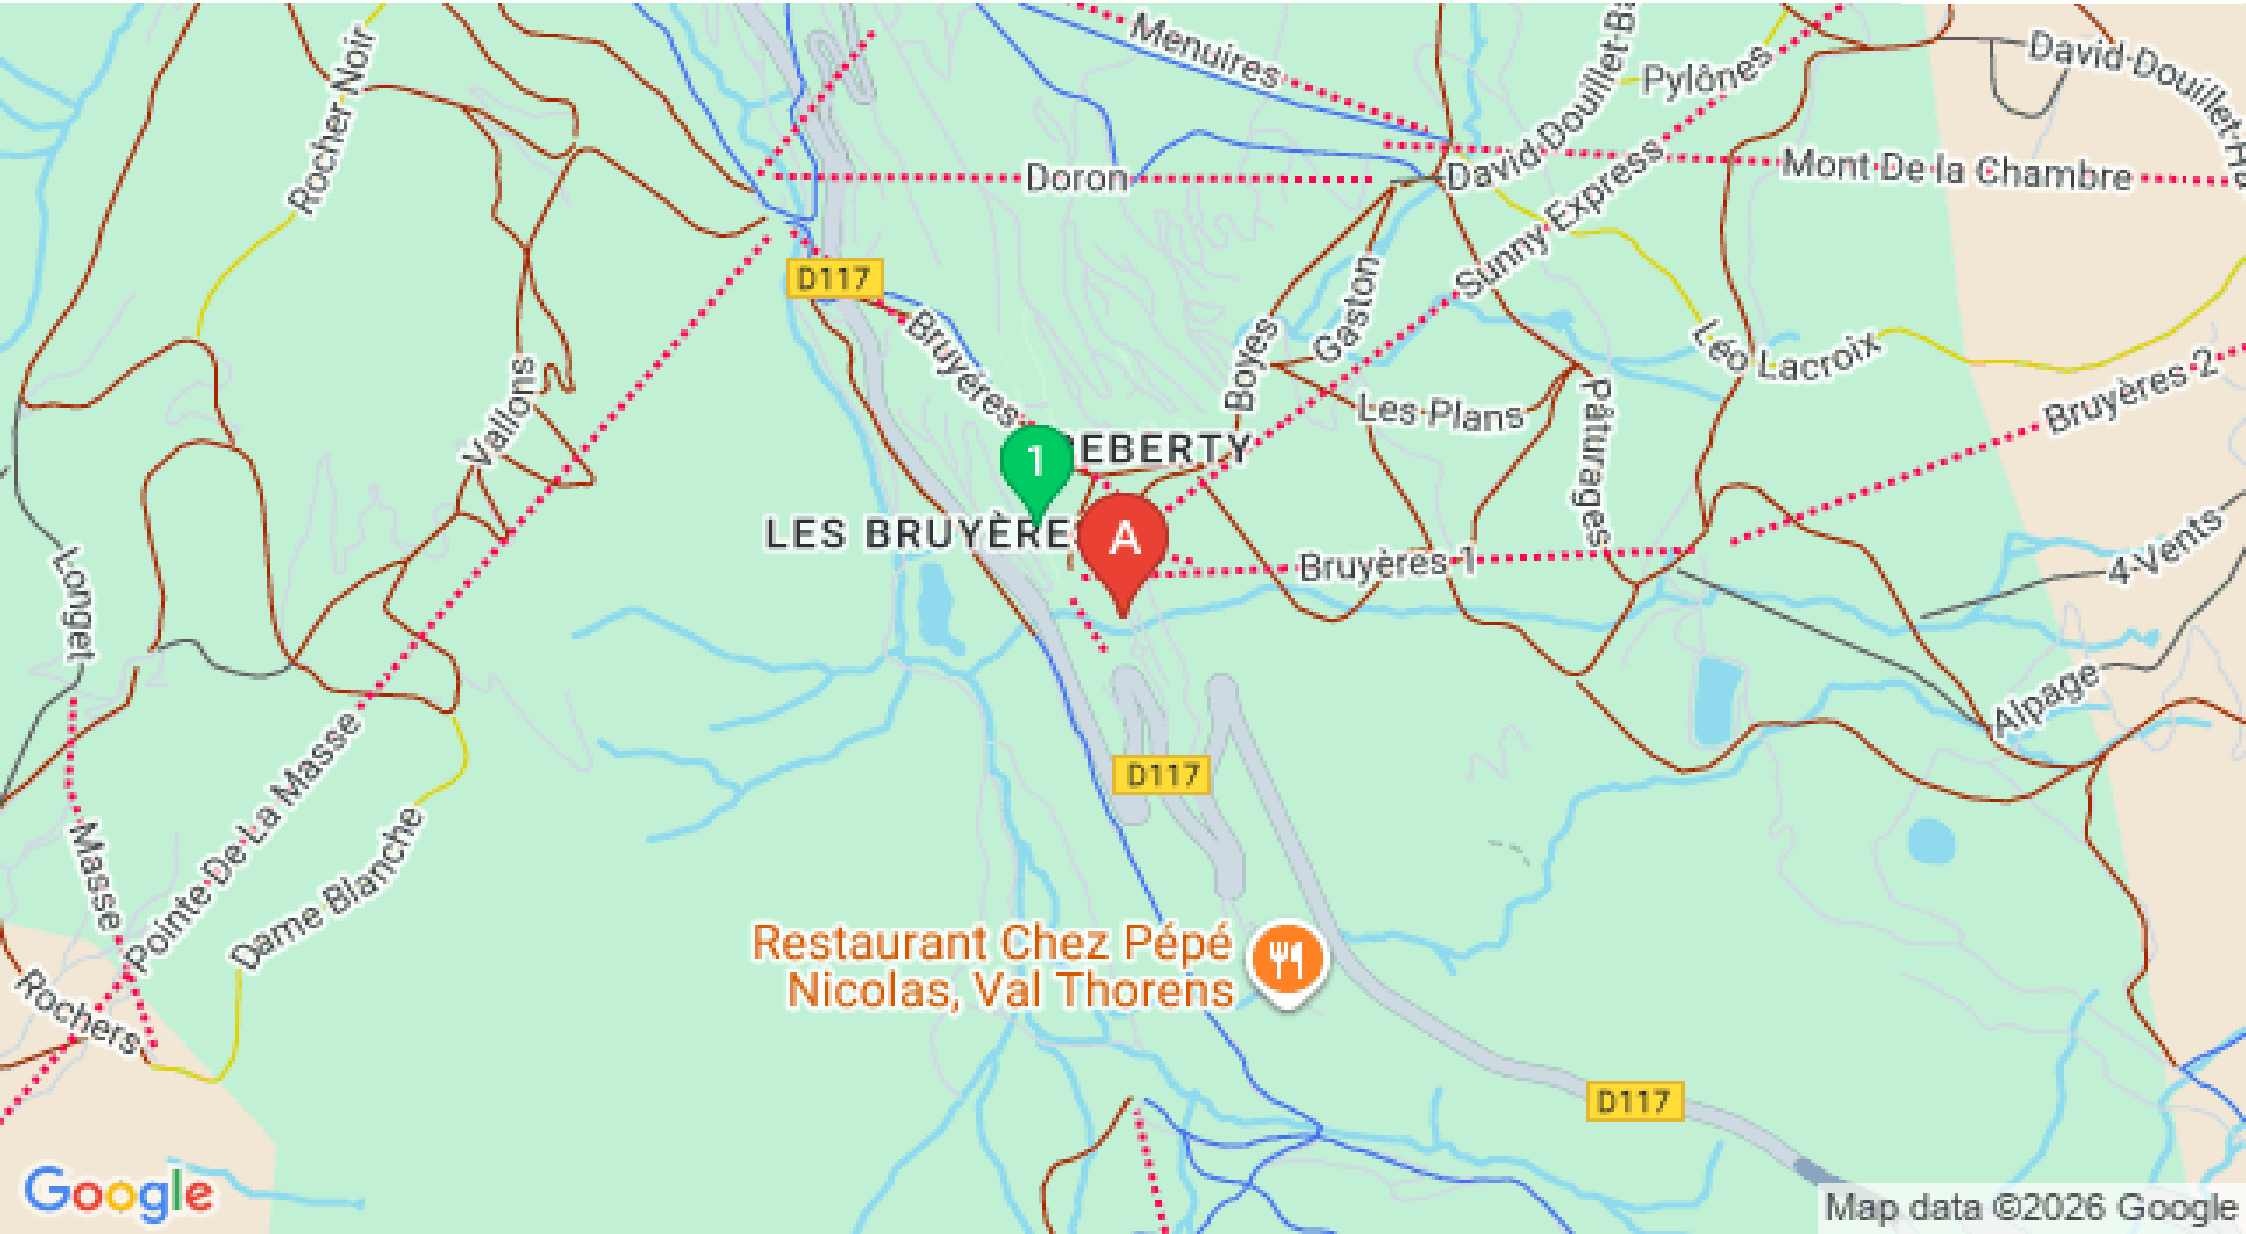 Menuires
David-Douillet-Ba
Pylônes
David-Douillet-Ha
Rocher Noir
Doron
David-Douillet
Mont-De-la Chambre
Sunny Express
D117
Bruyères
Boyes
Gaston
Léo Lacroix
Vallons
Les-Plans
Pâturages
Bruyères-2
1
EBERTY
LES BRUYÈRES
A
Bruyères-1
4-Vents
Longet
Alpage
Pointe-De-La Masse
D117
Masse
Dame Blanche
Restaurant Chez Pépé
Nicolas, Val Thorens
Rochers
D117
Google
Map data ©2026 Google